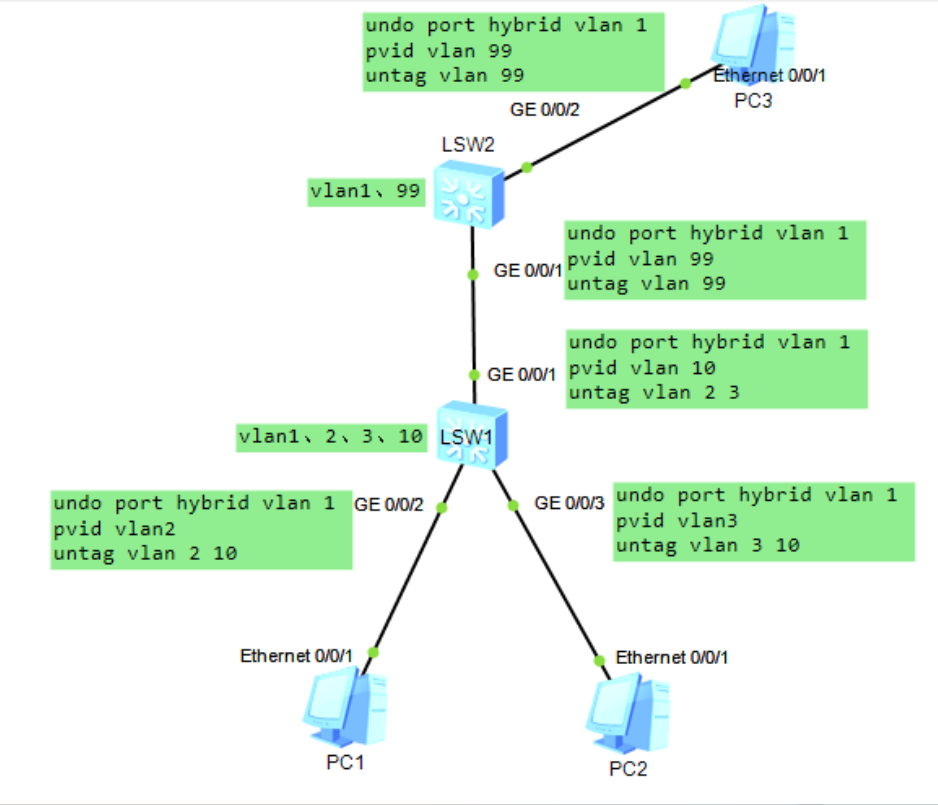 undo port hybrid vlan 1
pvid vlan 99
untag vlan 99
Ethernet 0/0/1
PC3
GE 0/0/2
LSW2
vlan1、99
undo port hybrid vlan 1
GE 0/0/1
pvid vlan 99
untag vlan 99
undo port hybrid vlan 1
GE 0/0/1
pvid vlan 10
untag vlan 2 3
vlan1、2、3、10
LSW1
undo port hybrid vlan 1
pvid vlan2
untag vlan 2 10
GE 0/0/2
GE 0/0/3
undo port hybrid vlan 1
pvid vlan3
untag vlan 3 10
Ethernet 0/0/1
Ethernet 0/0/1
PC1
PC2